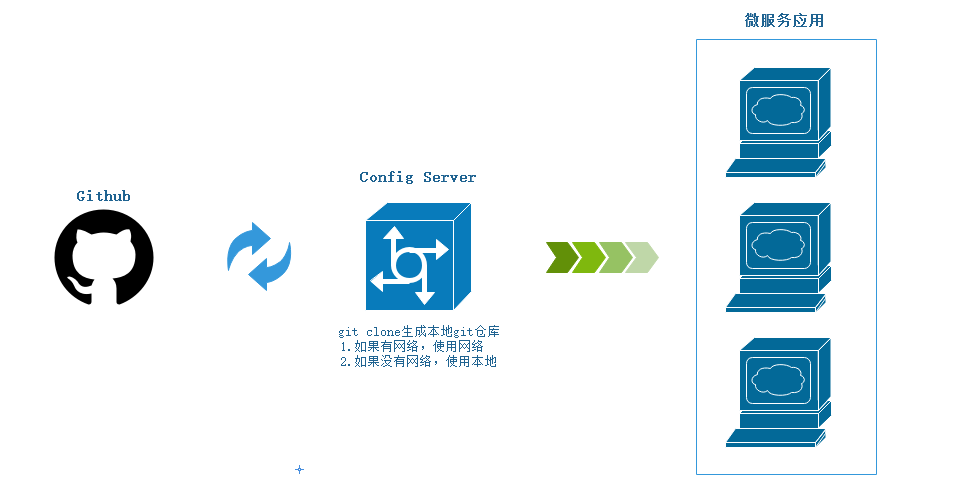 微服务应用
Config Server
Github
git clone生成本地git仓库
1.如果有网络，使用网络
2.如果没有网络，使用本地